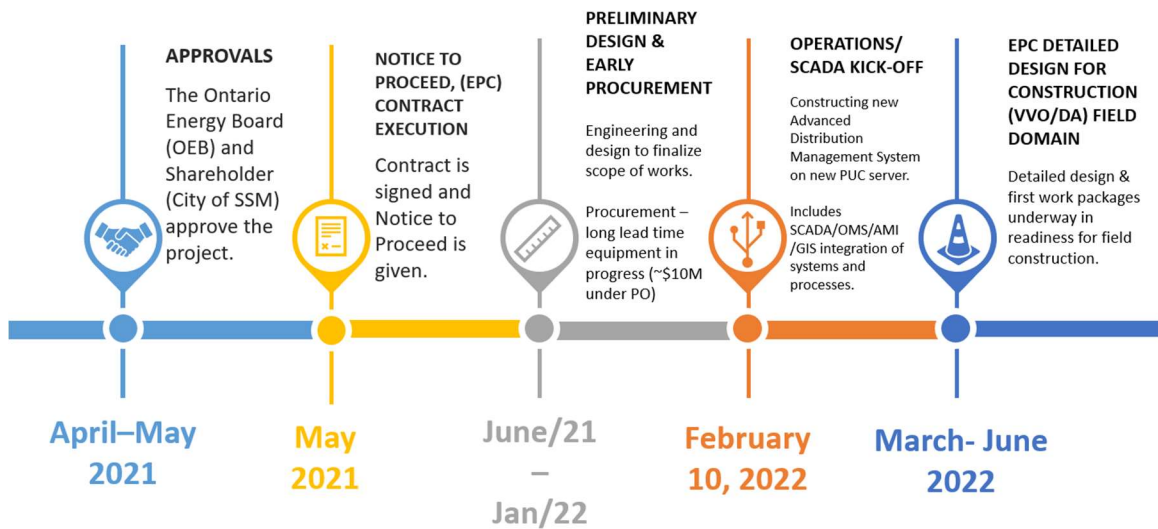 APPROVALS
The Ontario
Energy Board
(OEB) and
Shareholder
(City of SSM)
approve the
project.
April–May
2021
NOTICE TO
PROCEED, (EPC)
CONTRACT
EXECUTION
Contract is
signed and
Notice to
Proceed is
given.
May
2021
PRELIMINARY
DESIGN &
EARLY
PROCUREMENT
Engineering and
design to finalize
scope of works.
Procurement –
long lead time
equipment in
progress (~$10M
under PO)
June/21
–
Jan/22
OPERATIONS/
SCADA KICK-OFF
Constructing new
Advanced
Distribution
Management System
on new PUC server.
Includes
SCADA/OMS/AMI
/GIS integration of
systems and
processes.
February
10, 2022
EPC DETAILED
DESIGN FOR
CONSTRUCTION
(VVO/DA) FIELD
DOMAIN
Detailed design &
first work packages
underway in
readiness for field
construction.
March- June
2022